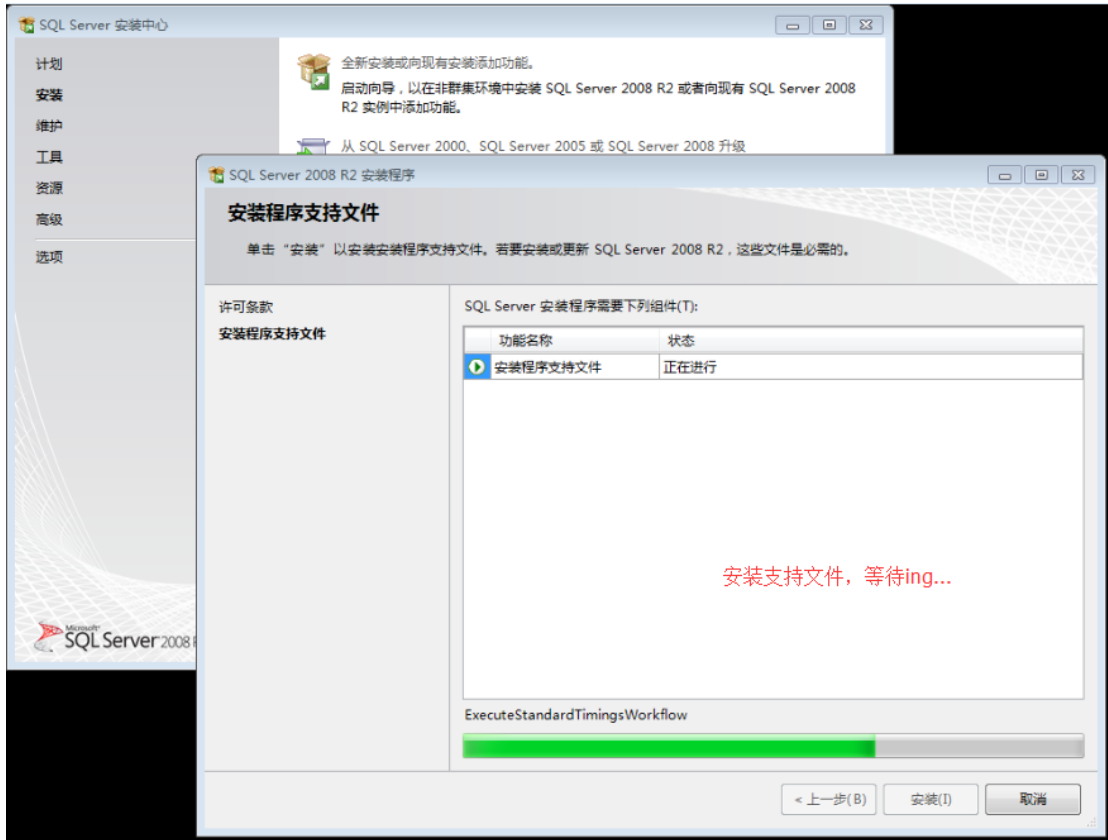 SQL Server 安装中心
计划
安装
维护
工具
资源
高级
选项
全新安装或向现有安装添加功能。
启动向导，以在非群集环境中安装 SQL Server 2008 R2 或者向现有 SQL Server 2008
R2 实例中添加功能。
从 SQL Server 2000、SQL Server 2005 或 SQL Server 2008 升级
Microsoft
SQL Server 2008
SQL Server 2008 R2 安装程序
安装程序支持文件
单击“安装”以安装安装程序支持文件。若要安装或更新 SQL Server 2008 R2，这些文件是必需的。
许可条款
安装程序支持文件
SQL Server 安装程序需要下列组件(T):
功能名称 状态
安装程序支持文件 正在进行
安装支持文件，等待ing...
ExecuteStandardTimingsWorkflow
< 上一步(B) 安装(I) 取消